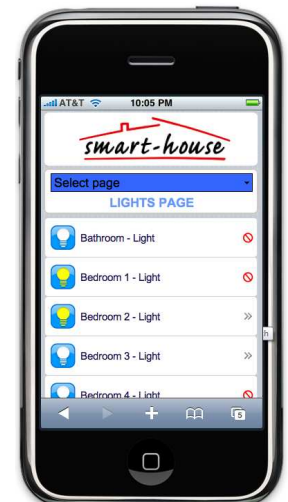 AT&T 10:05 PM
smart-house
Select page
LIGHTS PAGE
Bathroom - Light
Bedroom 1 - Light
Bedroom 2 - Light
Bedroom 3 - Light
Bedroom 4 - Light
5